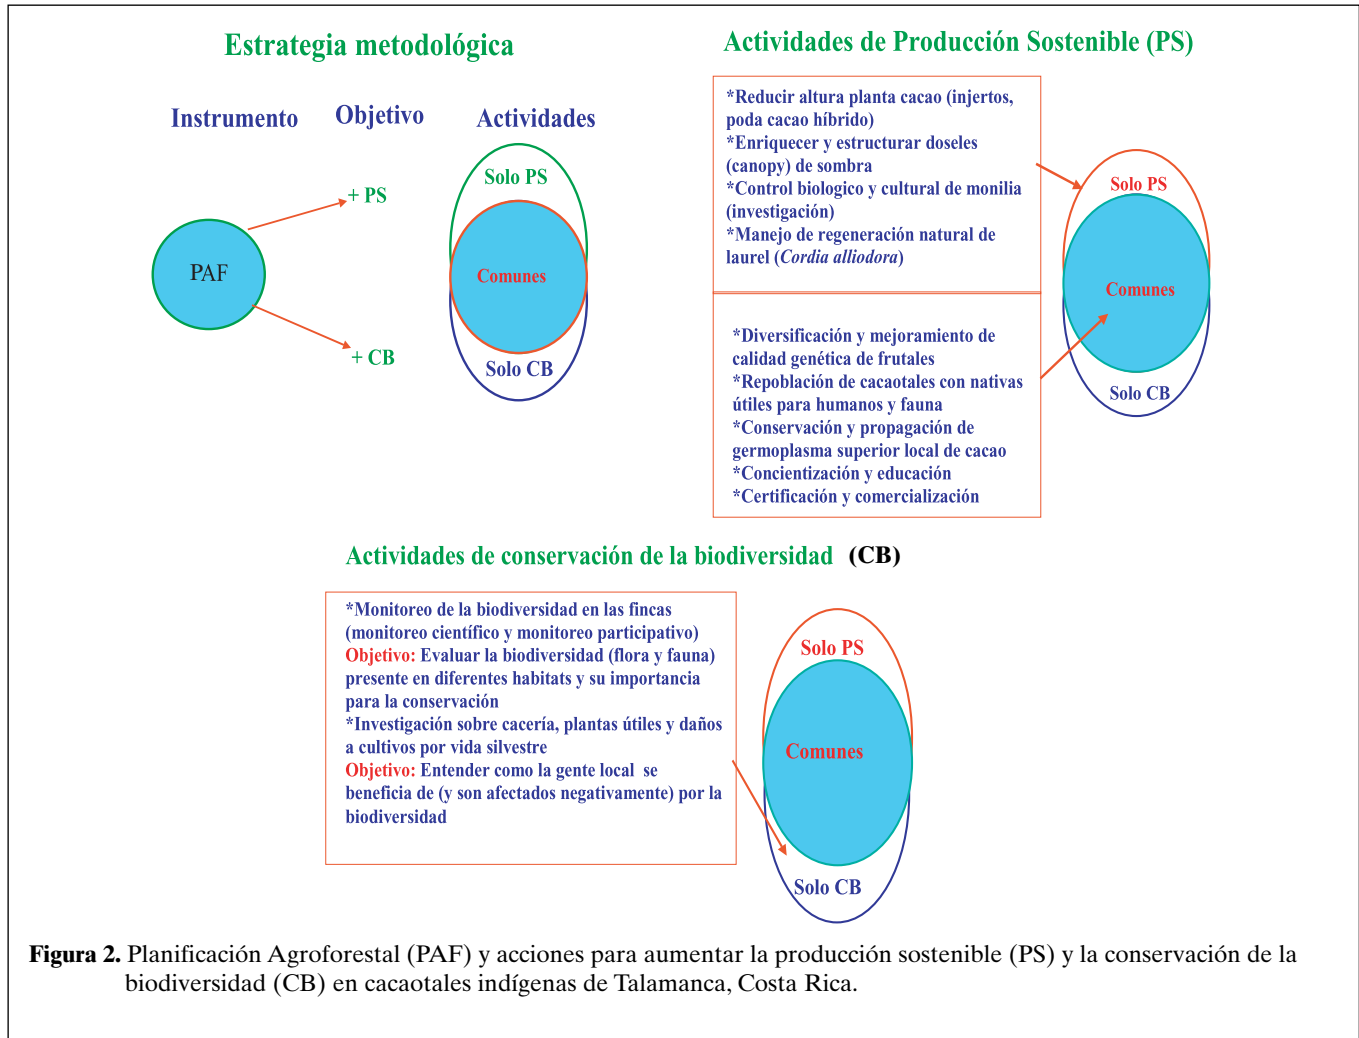 Estrategia metodológica
Instrumento
Objetivo
Actividades
PAF
+ PS
+ CB
Solo PS
Comunes
Solo CB
Actividades de Producción Sostenible (PS)
*Reducir altura planta cacao (injertos,
poda cacao híbrido)
*Enriquecer y estructurar doseles
(canopy) de sombra
*Control biologico y cultural de monilia
(investigación)
*Manejo de regeneración natural de
laurel (Cordia alliodora)
*Diversificación y mejoramiento de
calidad genética de frutales
*Repoblación de cacaotales con nativas
útiles para humanos y fauna
*Conservación y propagación de
germoplasma superior local de cacao
*Concientización y educación
*Certificación y comercialización
Solo PS
Comunes
Solo CB
Actividades de conservación de la biodiversidad (CB)
*Monitoreo de la biodiversidad en las fincas
(monitoreo científico y monitoreo participativo)
Objetivo: Evaluar la biodiversidad (flora y fauna)
presente en diferentes habitats y su importancia
para la conservación
*Investigación sobre cacería, plantas útiles y daños
a cultivos por vida silvestre
Objetivo: Entender como la gente local se
beneficia de (y son afectados negativamente) por la
biodiversidad
Solo PS
Comunes
Solo CB
Figura 2. Planificación Agroforestal (PAF) y acciones para aumentar la producción sostenible (PS) y la conservación de la
biodiversidad (CB) en cacaotales indígenas de Talamanca, Costa Rica.